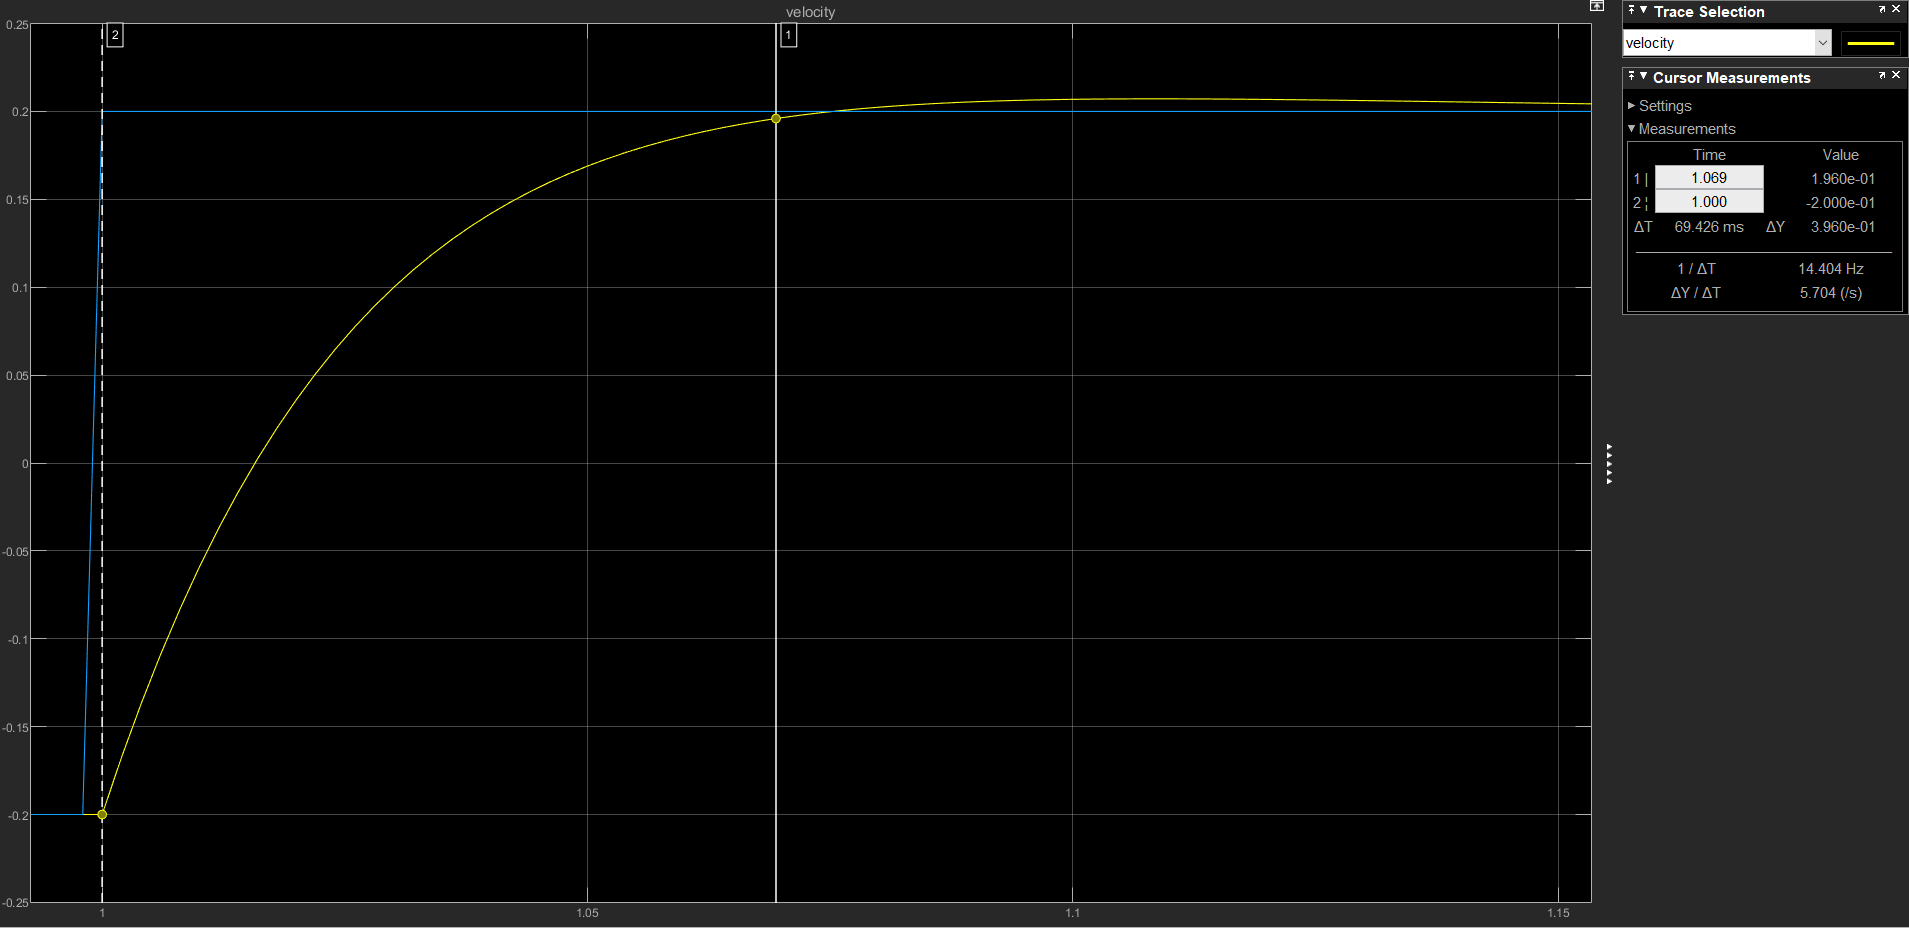 velocity
0.25
0.2
0.15
0.1
0.05
0
-0.05
-0.1
-0.15
-0.2
-0.25
2
1
1
1.05
1.1
1.15
Trace Selection
velocity
Cursor Measurements
Settings
Measurements
Time Value
1 | 1.069 1.960e-01
2 ¦ 1.000 -2.000e-01
ΔT 69.426 ms ΔY 3.960e-01
1 / ΔT 14.404 Hz
ΔY / ΔT 5.704 (/s)